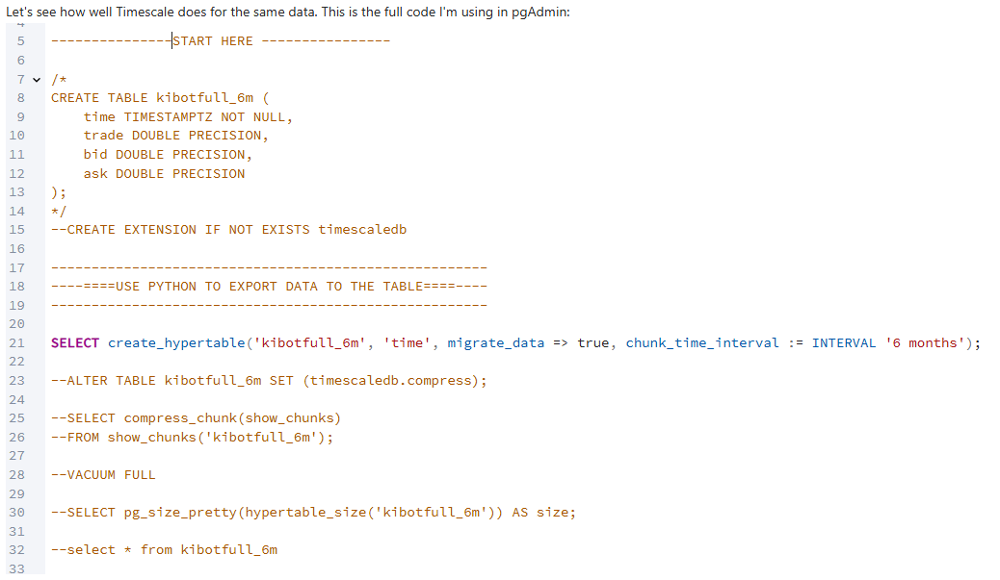 Let's see how well Timescale does for the same data. This is the full code I'm using in pgAdmin:
4
5 ---------------START HERE ----------------
6
7 /*
8 CREATE TABLE kibotfull_6m (
9 time TIMESTAMPTZ NOT NULL,
10 trade DOUBLE PRECISION,
11 bid DOUBLE PRECISION,
12 ask DOUBLE PRECISION
13 );
14 */
15 --CREATE EXTENSION IF NOT EXISTS timescaledb
16
17 ------------------------------------------------------
18 ----====USE PYTHON TO EXPORT DATA TO THE TABLE====----
19 ------------------------------------------------------
20
21 SELECT create_hypertable('kibotfull_6m', 'time', migrate_data => true, chunk_time_interval := INTERVAL '6 months');
22
23 --ALTER TABLE kibotfull_6m SET (timescaledb.compress);
24
25 --SELECT compress_chunk(show_chunks)
26 --FROM show_chunks('kibotfull_6m');
27
28 --VACUUM FULL
29
30 --SELECT pg_size_pretty(hypertable_size('kibotfull_6m')) AS size;
31
32 --select * from kibotfull_6m
33